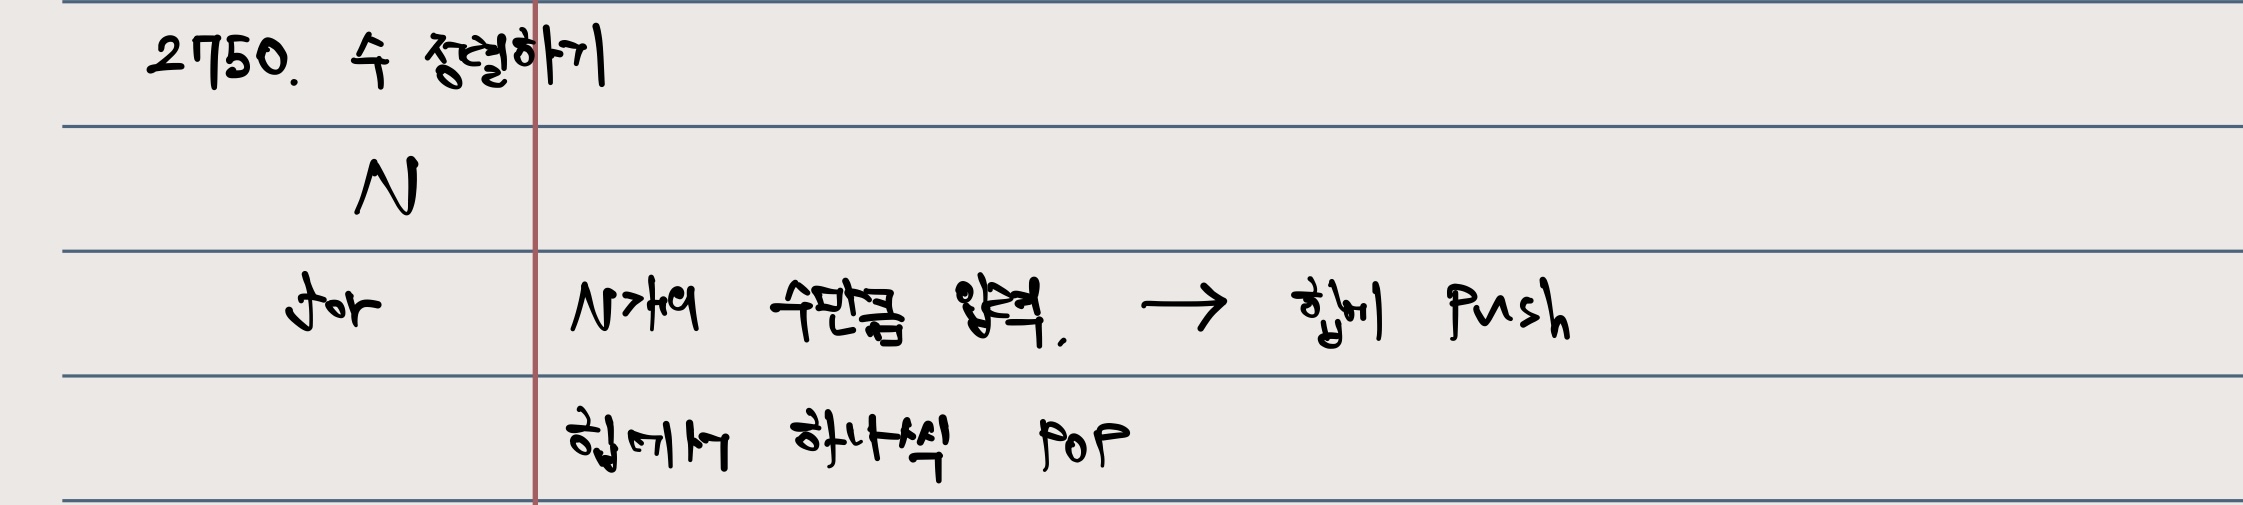 2750. 수 정렬하기
N
for N개의 수만큼 입력. → 힙에 push
힙에서 하나씩 pop